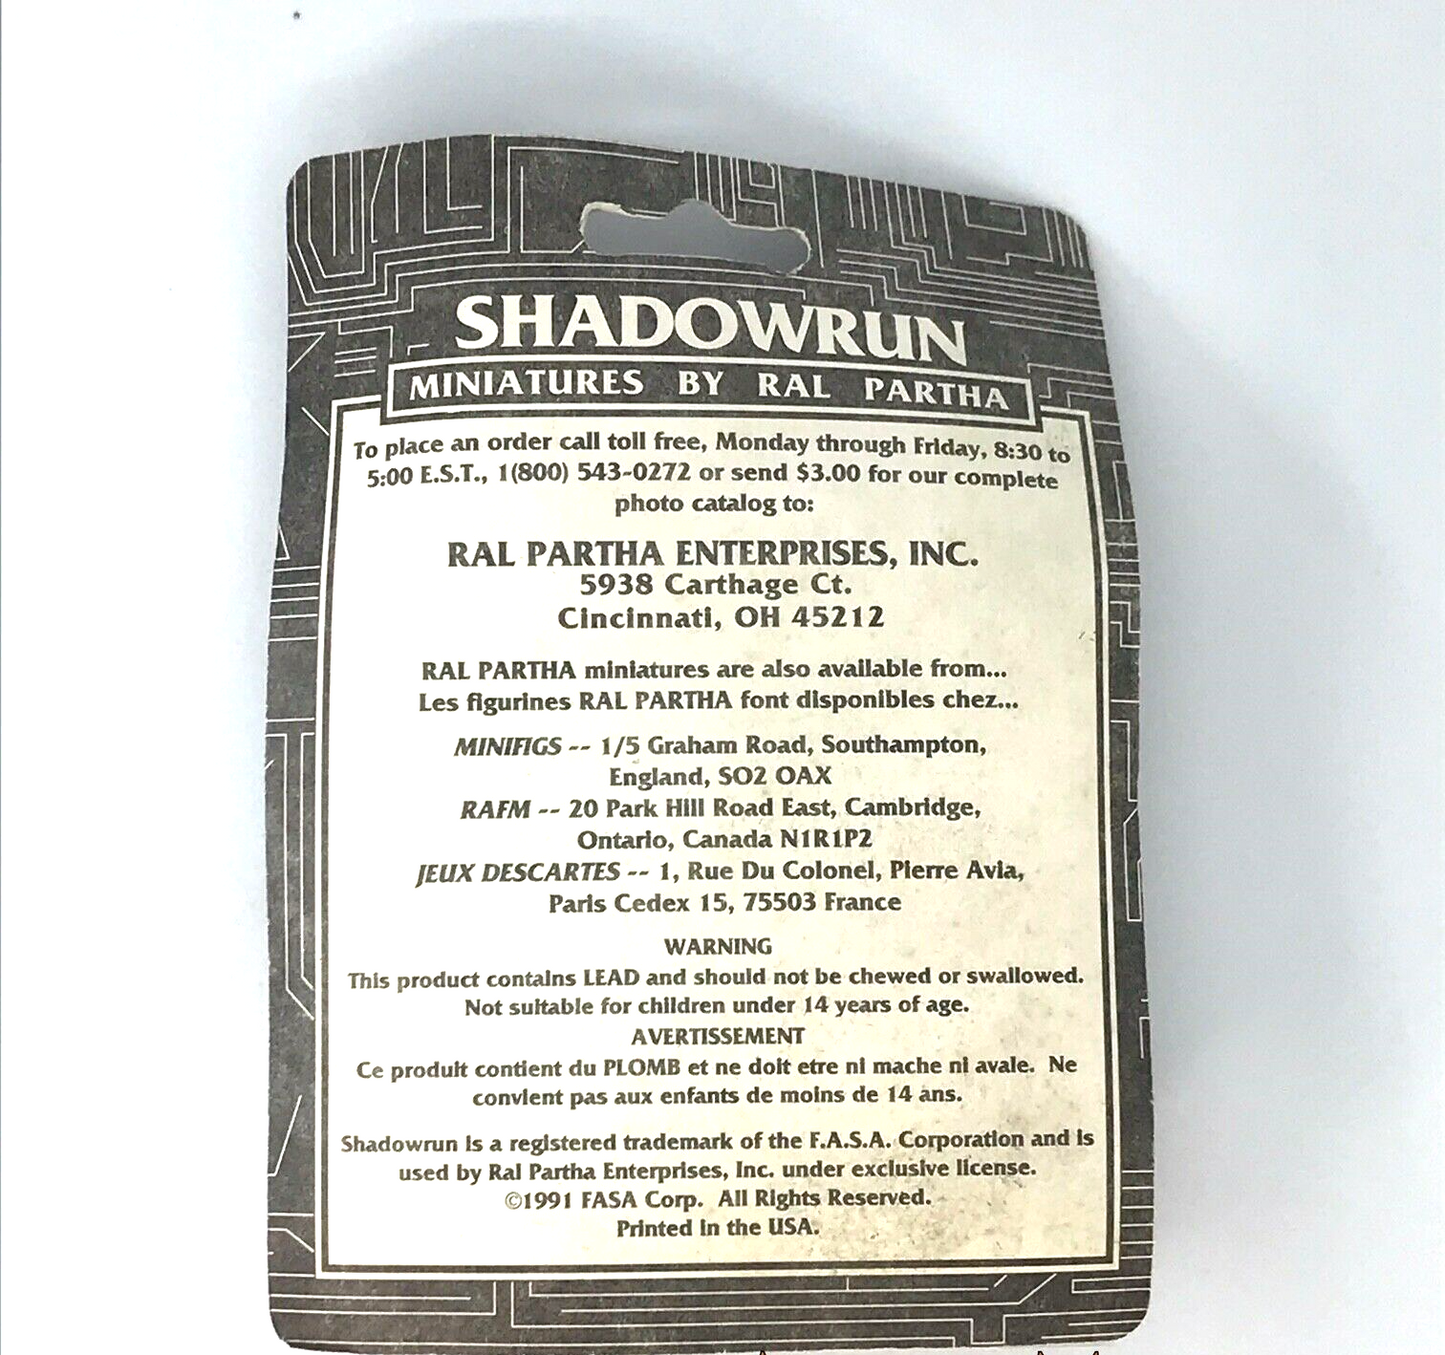 SHADOWRUN
MINIATURES BY RAL PARTHA
To place an order call toll free, Monday through Friday, 8:30 to
5:00 E.S.T., 1(800) 543-0272 or send $3.00 for our complete
photo catalog to:
RAL PARTHA ENTERPRISES, INC.
5938 Carthage Ct.
Cincinnati, OH 45212
RAL PARTHA miniatures are also available from...
Les figurines RAL PARTHA font disponibles chez...
MINIFIGS -- 1/5 Graham Road, Southampton,
England, SO2 OAX
RAFM -- 20 Park Hill Road East, Cambridge,
Ontario, Canada N1R1P2
JEUX DESCARTES -- 1, Rue Du Colonel, Pierre Avia,
Paris Cedex 15, 75503 France
WARNING
This product contains LEAD and should not be chewed or swallowed.
Not suitable for children under 14 years of age.
AVERTISSEMENT
Ce produit contient du PLOMB et ne doit etre ni mache ni avale. Ne
convient pas aux enfants de moins de 14 ans.
Shadowrun is a registered trademark of the F.A.S.A. Corporation and is
used by Ral Partha Enterprises, Inc. under exclusive license.
©1991 FASA Corp. All Rights Reserved.
Printed in the USA.